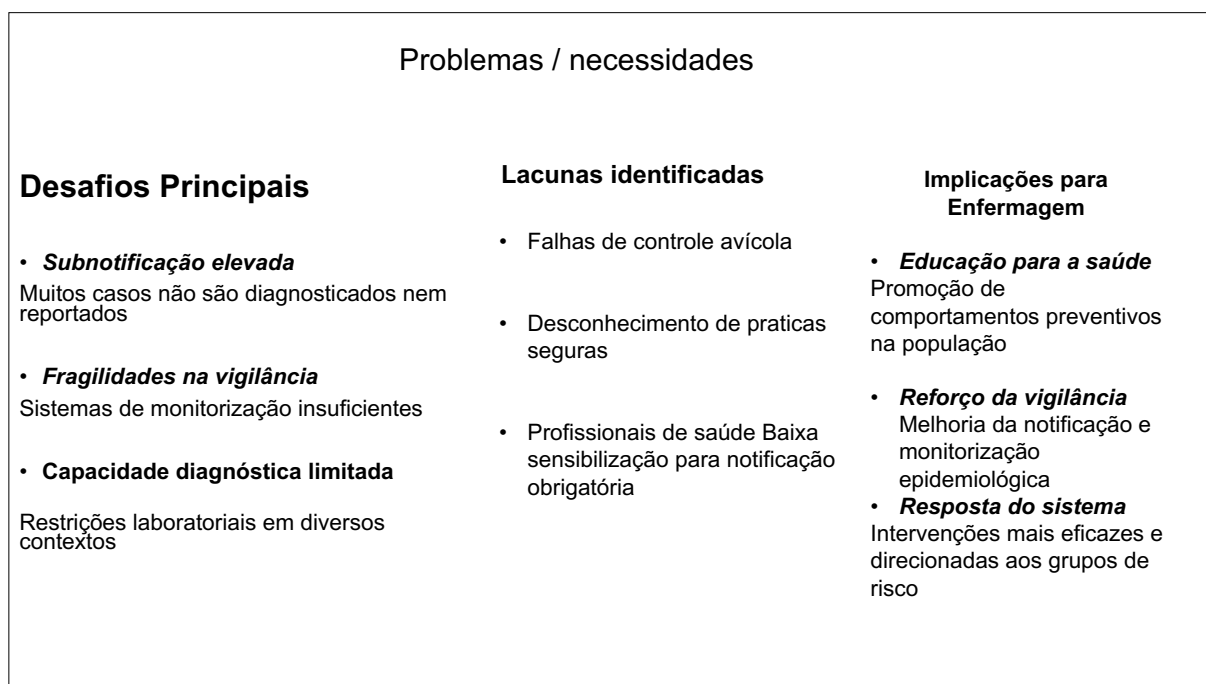 Problemas / necessidades
Desafios Principais
• Subnotificação elevada
Muitos casos não são diagnosticados nem
reportados
• Fragilidades na vigilância
Sistemas de monitorização insuficientes
• Capacidade diagnóstica limitada
Restrições laboratoriais em diversos
contextos
Lacunas identificadas
• Falhas de controle avícola
• Desconhecimento de praticas
seguras
• Profissionais de saúde Baixa
sensibilização para notificação
obrigatória
Implicações para
Enfermagem
• Educação para a saúde
Promoção de
comportamentos preventivos
na população
• Reforço da vigilância
Melhoria da notificação e
monitorização
epidemiológica
• Resposta do sistema
Intervenções mais eficazes e
direcionadas aos grupos de
risco